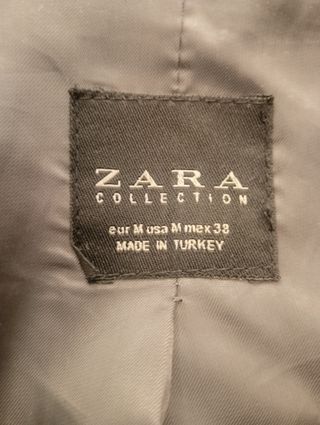 ZARA
COLLECTION
eur M usa M mex 38
MADE IN TURKEY